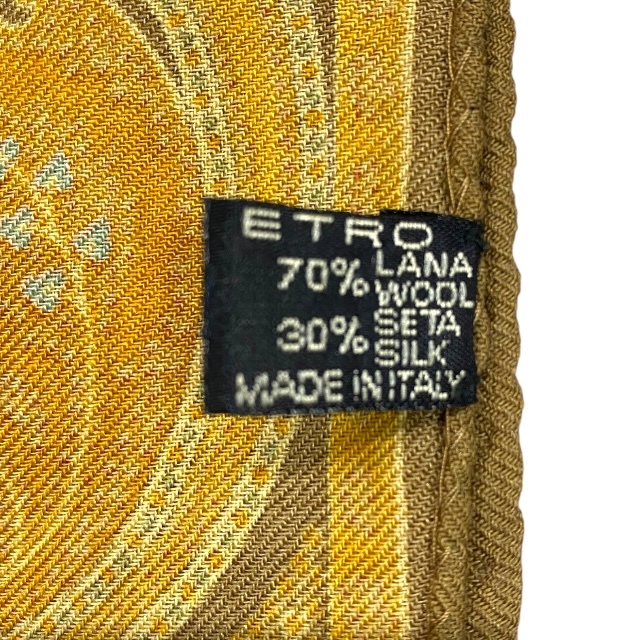 ETRO
70% LANA
WOOL
30% SETA
SILK
MADE IN ITALY